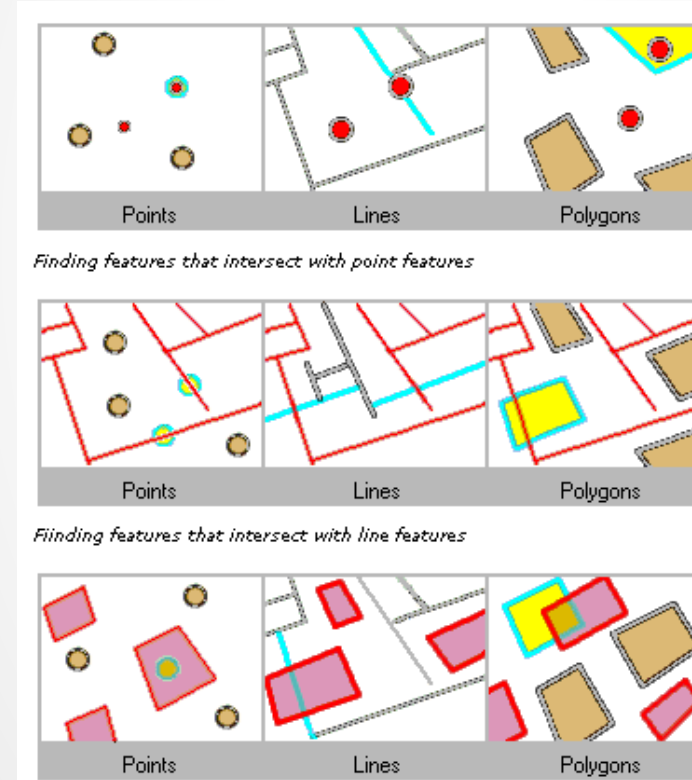 Points Lines Polygons
Finding features that intersect with point features
Points Lines Polygons
Fiinding features that intersect with line features
Points Lines Polygons